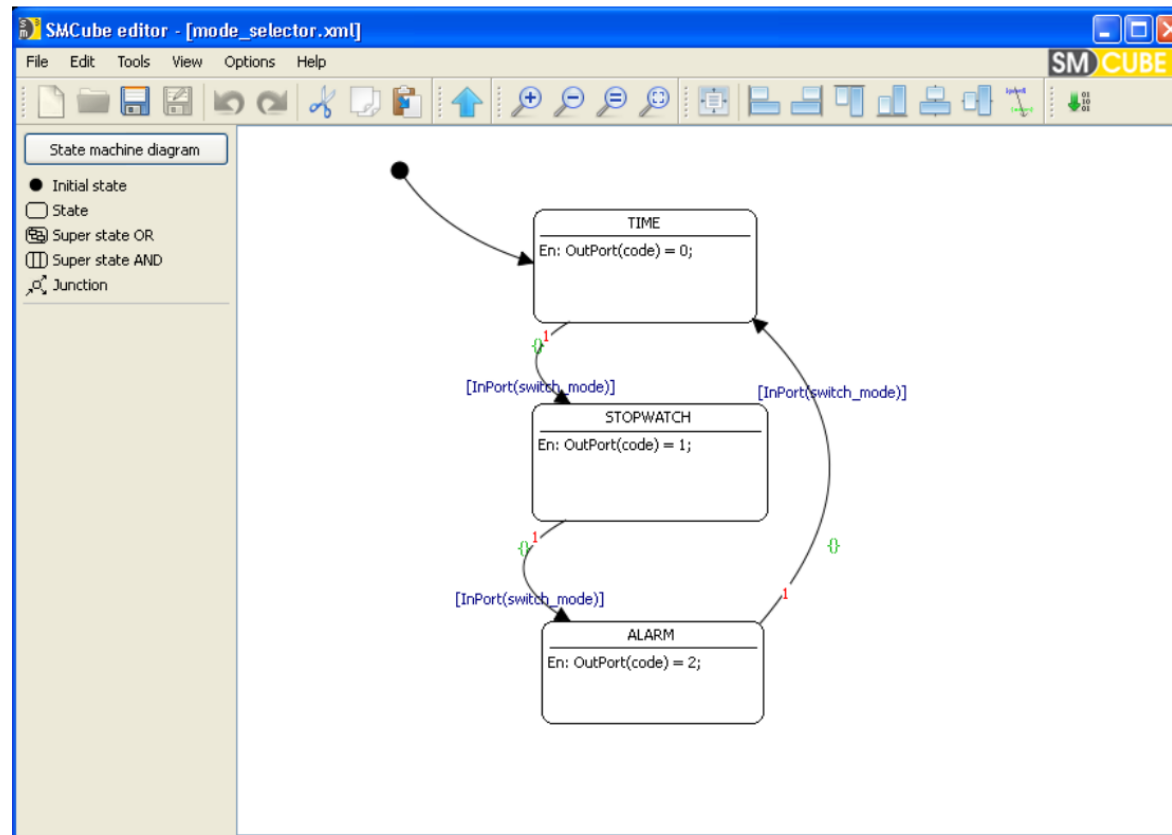 SMCube editor - [mode_selector.xml]
File Edit Tools View Options Help
SM CUBE
State machine diagram
Initial state
State
Super state OR
Super state AND
Junction
TIME
En: OutPort(code) = 0;
1
{}
[InPort(switch_mode)]
[InPort(switch_mode)]
STOPWATCH
En: OutPort(code) = 1;
1
{}
{}
[InPort(switch_mode)]
1
ALARM
En: OutPort(code) = 2;